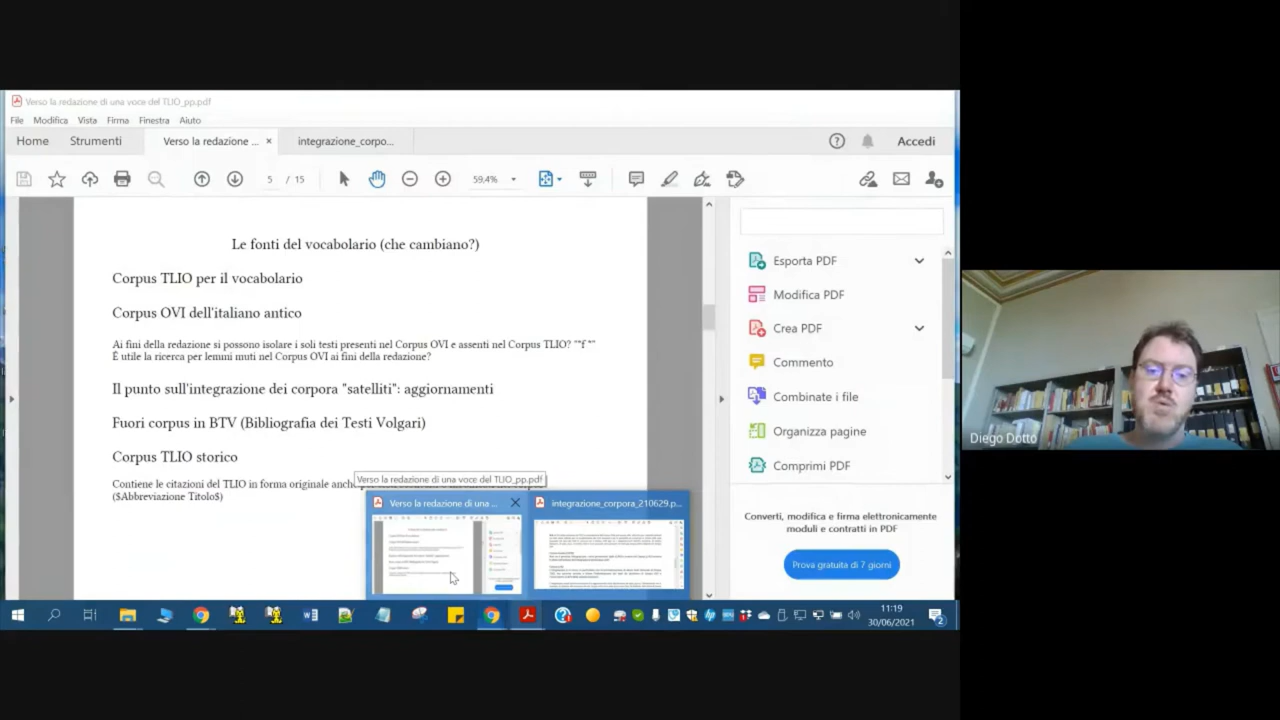 Verso la redazione di una voce del TLIO_pp.pdf
File Modifica Vista Firma Finestra Aiuto
Home Strumenti Verso la redazione ... × integrazione_corpo... Accedi
5 / 15 59,4%
Le fonti del vocabolario (che cambiano?)
Corpus TLIO per il vocabolario
Corpus OVI dell'italiano antico
Ai fini della redazione si possono isolare i soli testi presenti nel Corpus OVI e assenti nel Corpus TLIO? "*f *"
È utile la ricerca per lemmi muti nel Corpus OVI ai fini della redazione?
Il punto sull'integrazione dei corpora "satelliti": aggiornamenti
Fuori corpus in BTV (Bibliografia dei Testi Volgari)
Corpus TLIO storico
Contiene le citazioni del TLIO in forma originale anche
($Abbreviazione Titolo$)
Verso la redazione di una voce del TLIO_pp.pdf
Verso la redazione di una ...
integrazione_corpora_210629.p...
Esporta PDF
Modifica PDF
Crea PDF
Commento
Combinate i file
Organizza pagine
Comprimi PDF
Converti, modifica e firma elettronicamente
moduli e contratti in PDF
Prova gratuita di 7 giorni
Diego Dotto
11:19
30/06/2021
2